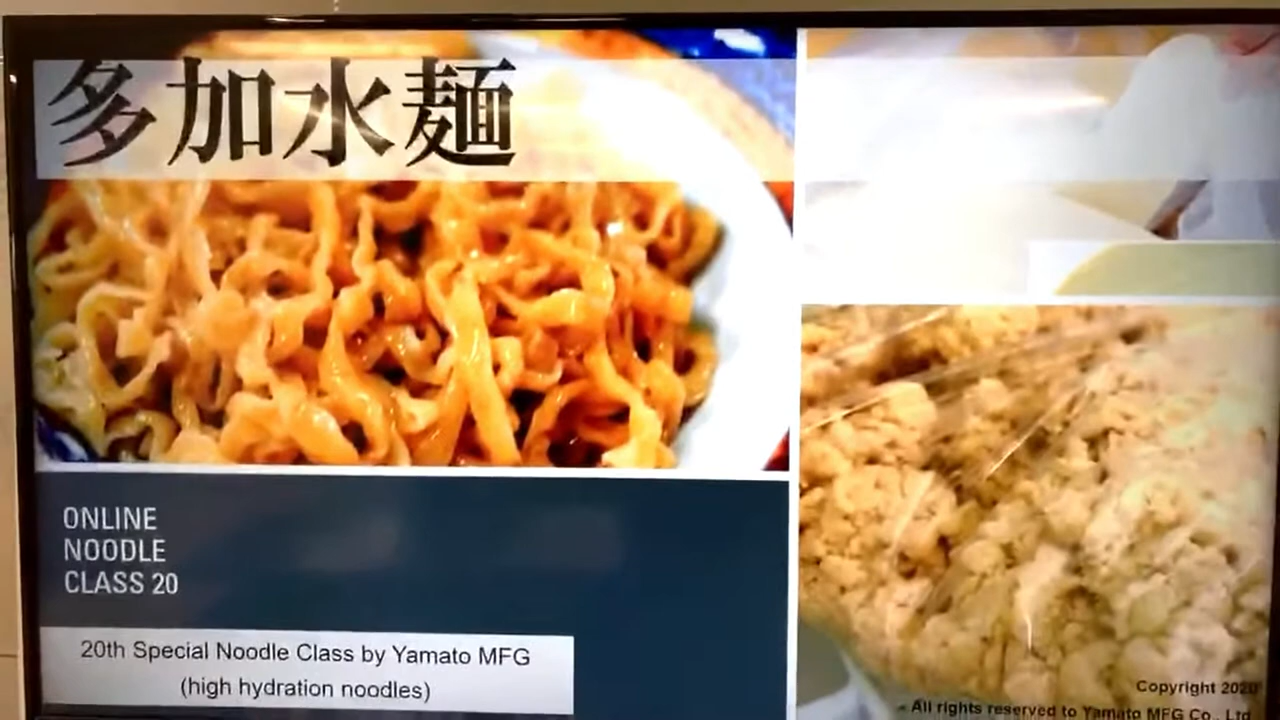 多加水麺
ONLINE
NOODLE
CLASS 20
20th Special Noodle Class by Yamato MFG
(high hydration noodles)
Copyright 2020
All rights reserved to Yamato MFG Co., Ltd.